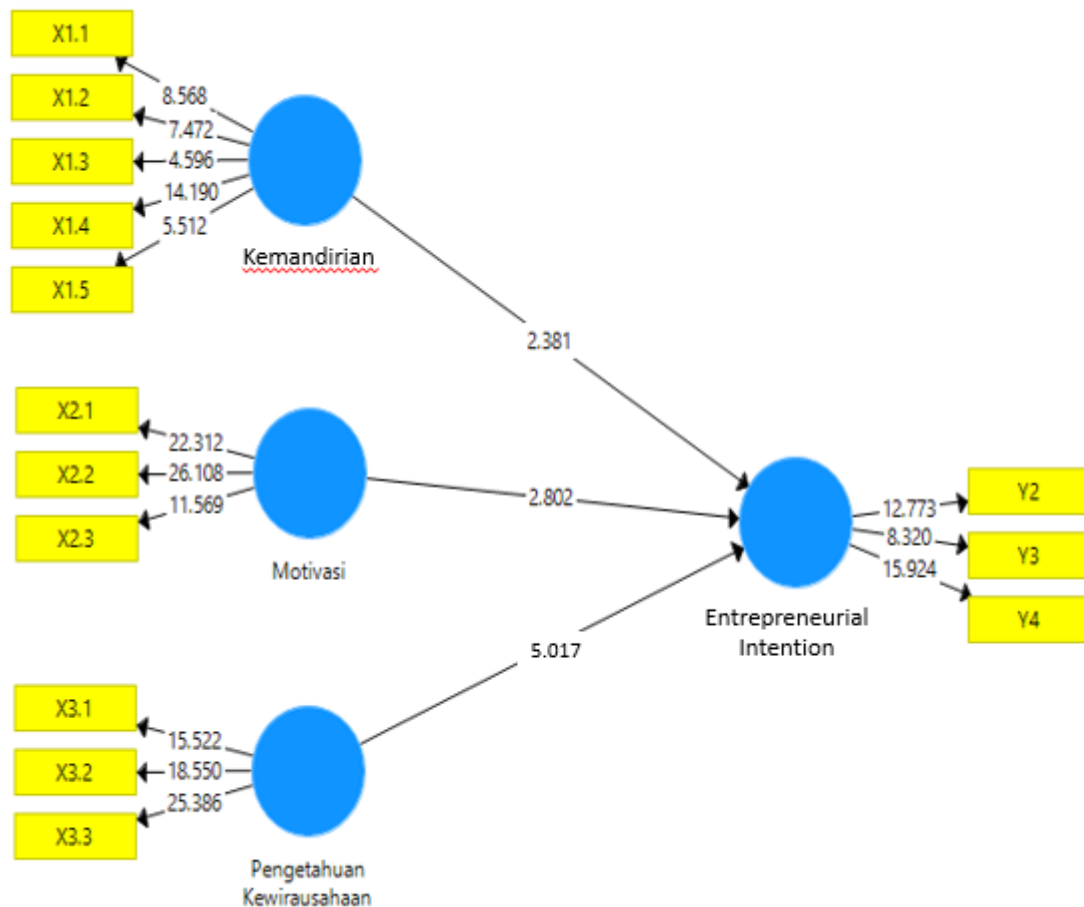 X1.1
8.568
X1.2
7.472
X1.3
4.596
14.190
X1.4
5.512
X1.5
Kemandirian
2.381
X2.1
22.312
X2.2
26.108
11.569
X2.3
Motivasi
2.802
Y2
12.773
8.320
Y3
15.924
Y4
Entrepreneurial
Intention
5.017
X3.1
15.522
X3.2
18.550
25.386
X3.3
Pengetahuan
Kewirausahaan